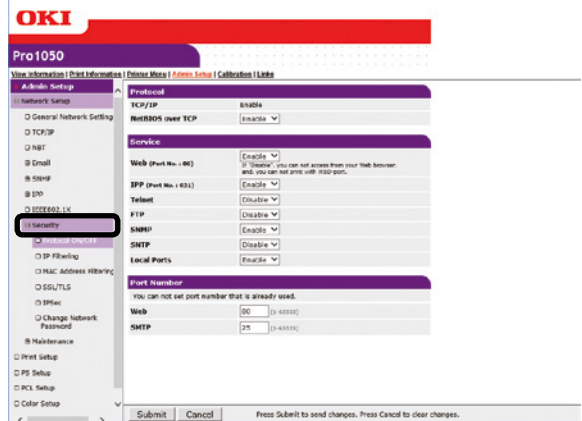 OKI
Pro1050
View Information | Print Information | Printer Menu | Admin Setup | Calibration | Links
Admin Setup
Network Setup
General Network Setting
TCP/IP
NBT
Email
SNMP
IPP
IEEE802.1X
Security
Protocol ON/OFF
IP Filtering
MAC Address Filtering
SSL/TLS
IPSec
Change Network
Password
Maintenance
Print Setup
PS Setup
PCL Setup
Color Setup
Protocol
TCP/IP Enable
NetBIOS over TCP Enable
Service
Web (Port No. : 80) Enable
If "Disable", you can not access from your Web browser.
and, you can not print with WSD-port.
IPP (Port No. : 631) Enable
Telnet Disable
FTP Disable
SNMP Enable
SNTP Disable
Local Ports Enable
Port Number
You can not set port number that is already used.
Web 80 (1-65535)
SMTP 25 (1-65535)
Submit Cancel Press Submit to send changes. Press Cancel to clear changes.